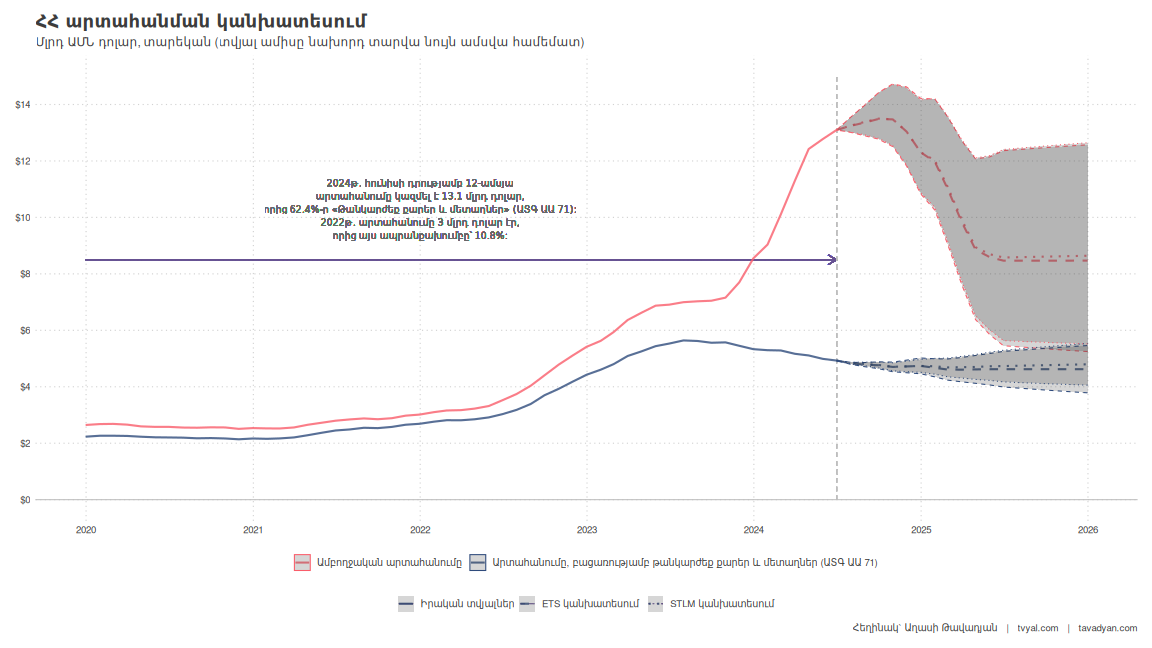 ՀՀ արտահանման կանխատեսում
Մլրդ ԱՄՆ դոլար, տարեկան (տվյալ ամիսը նախորդ տարվա նույն ամսվա համեմատ)
$14
$12
$10
$8
$6
$4
$2
$0
2024թ․ հունիսի դրությամբ 12-ամսյա
արտահանումը կազմել է 13.1 մլրդ դոլար,
որից 62.4%-ը «Թանկարժեք քարեր և մետաղներ» (ԱՏԳ ԱԱ 71)։
2022թ․ արտահանումը 3 մլրդ դոլար էր,
որից այս ապրանքախումբը՝ 10.8%։
2020
2021
2022
2023
2024
2025
2026
Ամբողջական արտահանումը
Արտահանումը, բացառությամբ թանկարժեք քարեր և մետաղներ (ԱՏԳ ԱԱ 71)
Իրական տվյալներ
ETS կանխատեսում
STLM կանխատեսում
Հեղինակ՝ Աղասի Թավադյան | tvyal.com | tavadyan.com